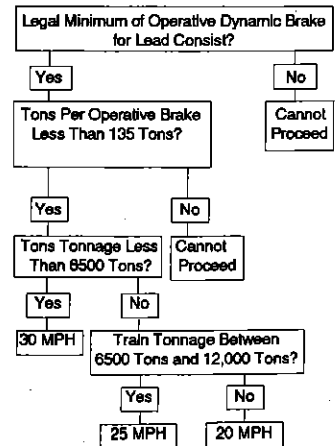 Legal Minimum of Operative Dynamic Brake
for Lead Consist?
Yes
No
Tons Per Operative Brake
Less Than 135 Tons?
Cannot
Proceed
Yes
No
Tons Tonnage Less
Than 6500 Tons?
Cannot
Proceed
Yes
No
30 MPH
Train Tonnage Between
6500 Tons and 12,000 Tons?
Yes
No
25 MPH
20 MPH